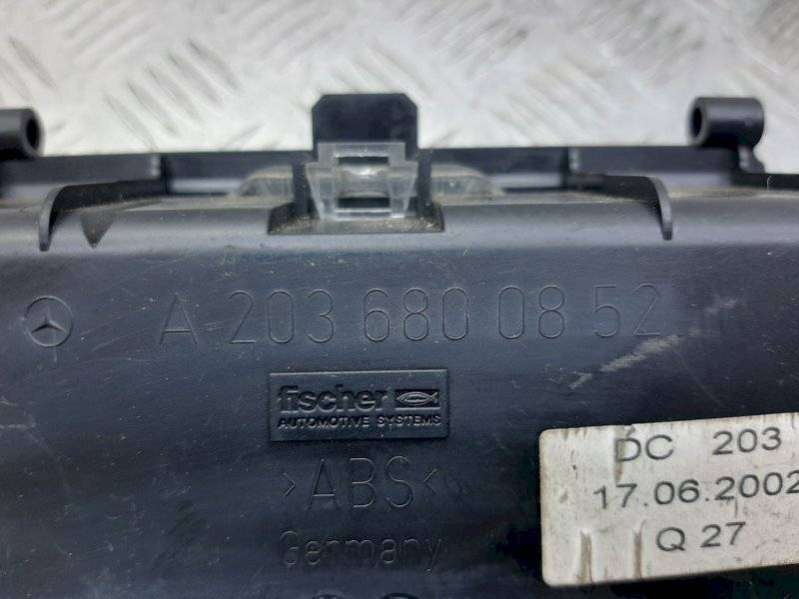 A 203 680 08 52
fischer
AUTOMOTIVE SYSTEMS
>ABS<
Germany
DC 203
17.06.2002
Q 27